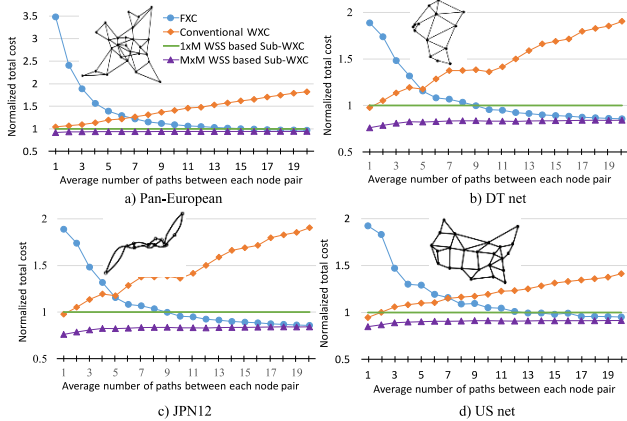 FXC
Conventional WXC
1xM WSS based Sub-WXC
MxM WSS based Sub-WXC
Normalized total cost
3.5
3
2.5
2
1.5
1
0.5
1 3 5 7 9 11 13 15 17 19
Average number of paths between each node pair
a) Pan-European
Normalized total cost
2
1.5
1
0.5
1 3 5 7 9 11 13 15 17 19
Average number of paths between each node pair
b) DT net
Normalized total cost
2
1.5
1
0.5
1 3 5 7 9 11 13 15 17 19
Average number of paths between each node pair
c) JPN12
Normalaized total cost
2
1.5
1
0.5
1 3 5 7 9 11 13 15 17 19
Average number of paths between each node pair
d) US net